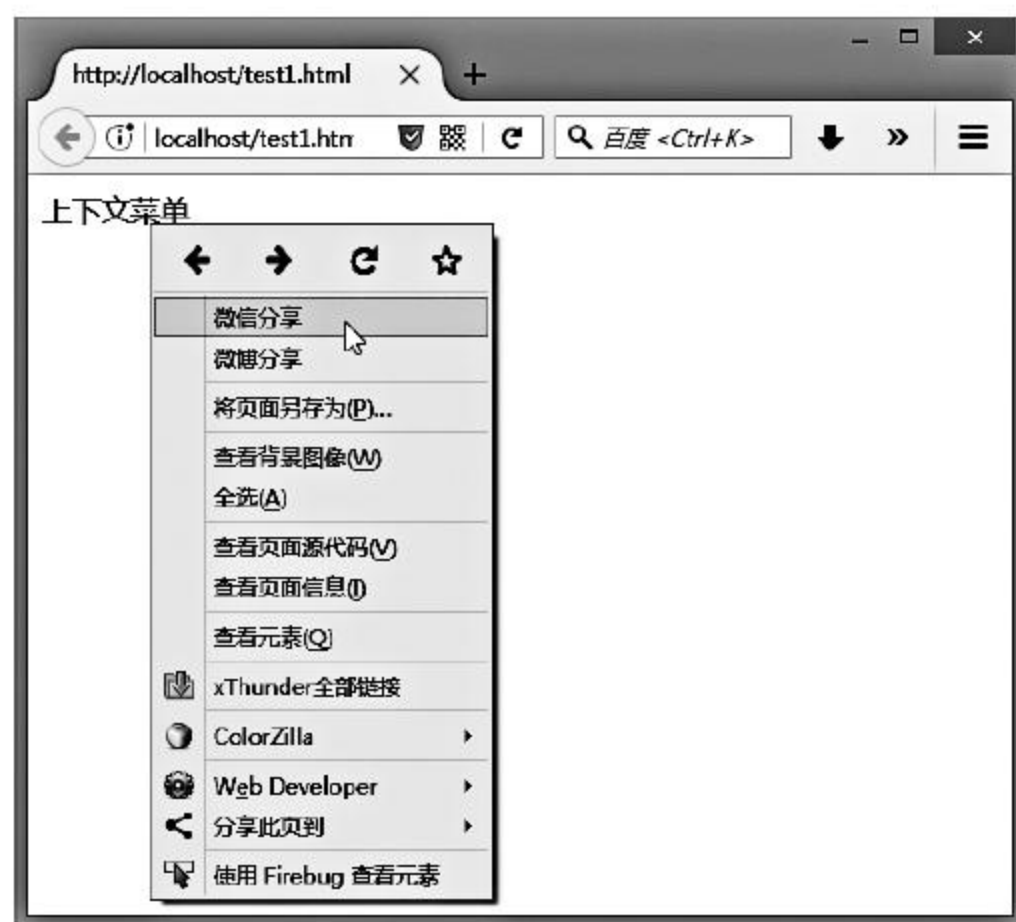 http://localhost/test1.html
localhost/test1.htm
百度 <Ctrl+K>
上下文菜单
微信分享
微博分享
将页面另存为(P)...
查看背景图像(W)
全选(A)
查看页面源代码(V)
查看页面信息(I)
查看元素(Q)
xThunder全部链接
ColorZilla
Web Developer
分享此页到
使用 Firebug 查看元素